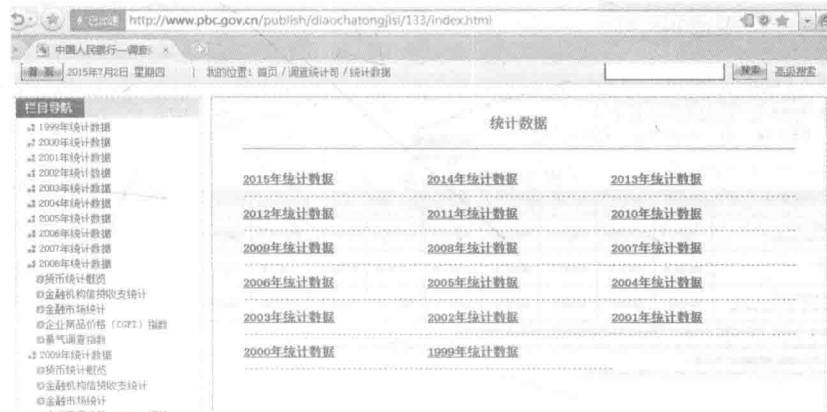 http://www.pbc.gov.cn/publish/diaochatongjisi/133/index.html
中国人民银行—调查
首 页 2015年7月2日 星期四 | 我的位置：首页 / 调查统计司 / 统计数据 搜索 高级搜索
栏目导航
1999年统计数据
2000年统计数据
2001年统计数据
2002年统计数据
2003年统计数据
2004年统计数据
2005年统计数据
2006年统计数据
2007年统计数据
2008年统计数据
货币统计概览
金融机构信贷收支统计
金融市场统计
企业商品价格（CGPI）指数
景气调查指数
2009年统计数据
货币统计概览
金融机构信贷收支统计
金融市场统计
统计数据
2015年统计数据 2014年统计数据 2013年统计数据
2012年统计数据 2011年统计数据 2010年统计数据
2009年统计数据 2008年统计数据 2007年统计数据
2006年统计数据 2005年统计数据 2004年统计数据
2003年统计数据 2002年统计数据 2001年统计数据
2000年统计数据 1999年统计数据